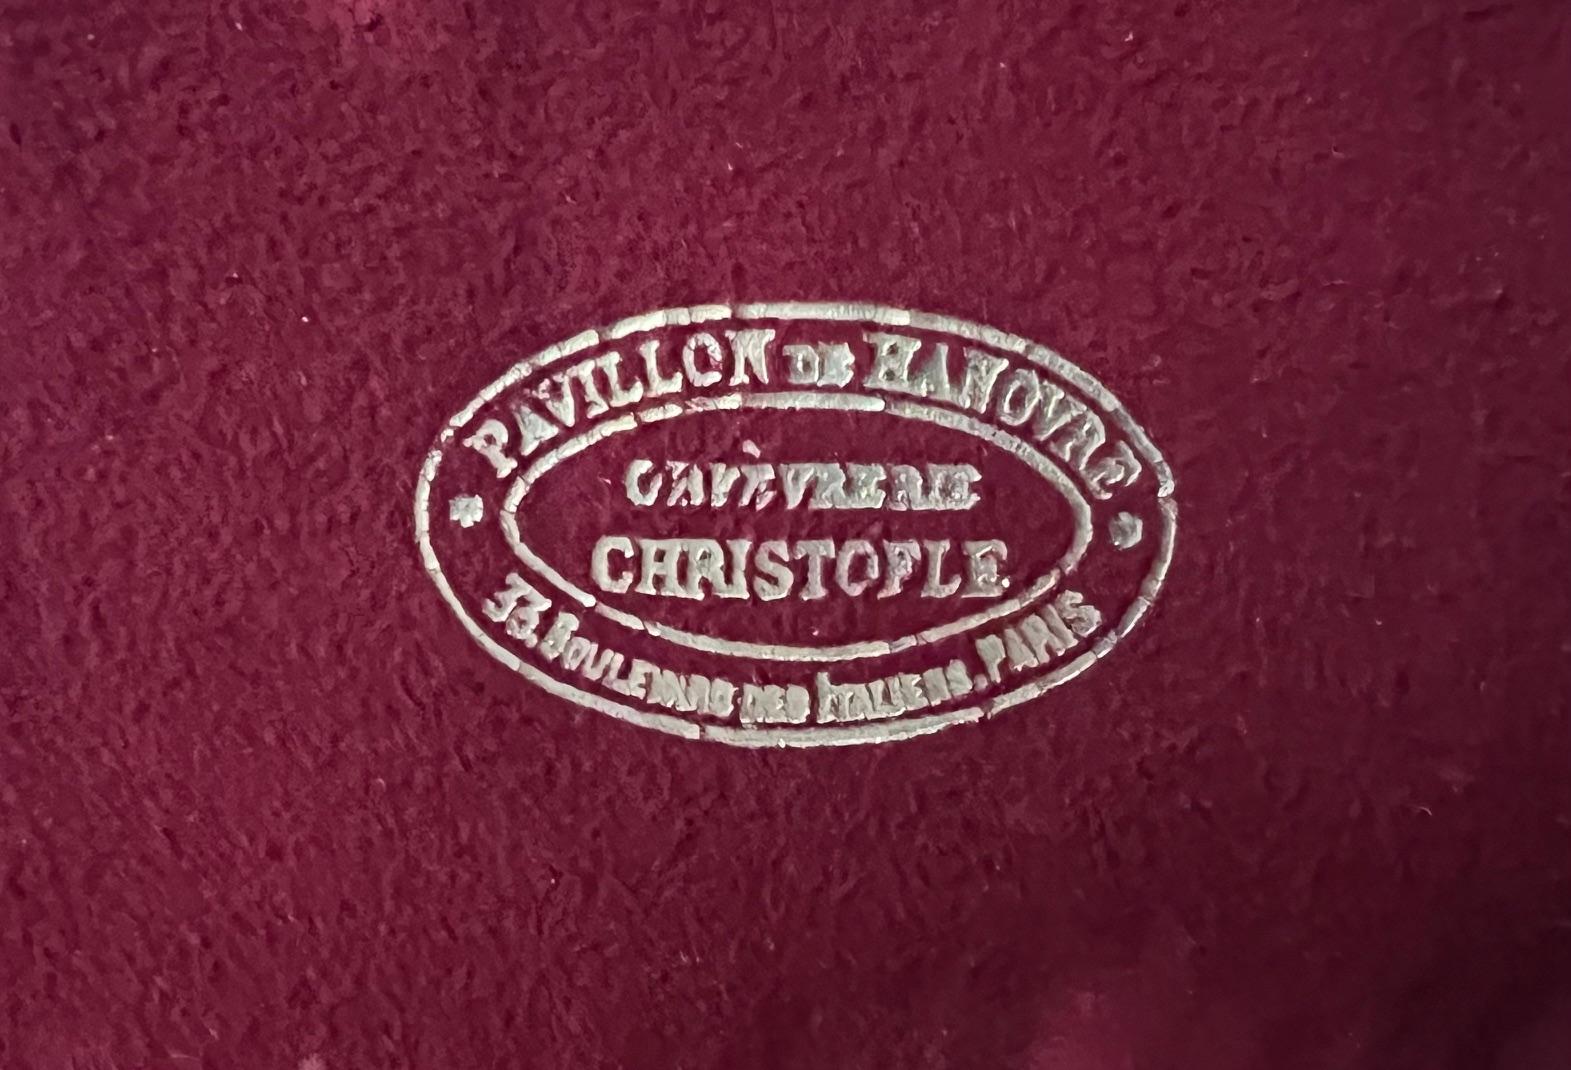 PAVILLON DE HANOVRE
ORFÈVRERIE
CHRISTOFLE
33, BOULEVARD DES ITALIENS, PARIS